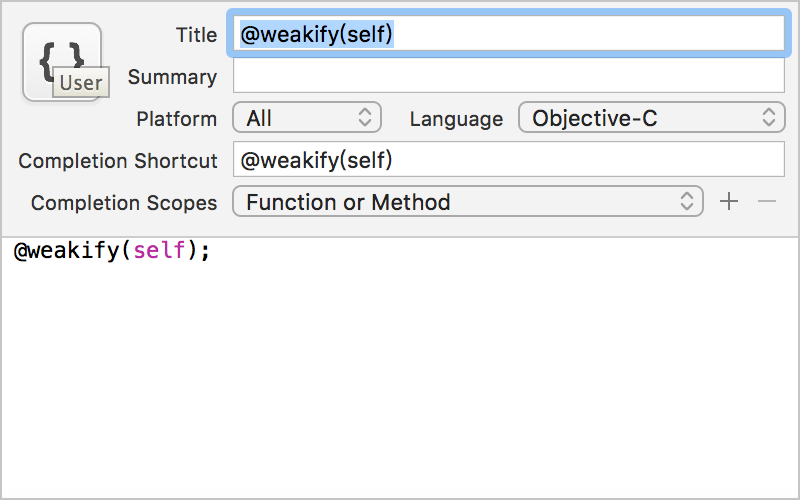 Title @weakify(self)
{ }
User
Summary
Platform All Language Objective-C
Completion Shortcut @weakify(self)
Completion Scopes Function or Method
@weakify(self);